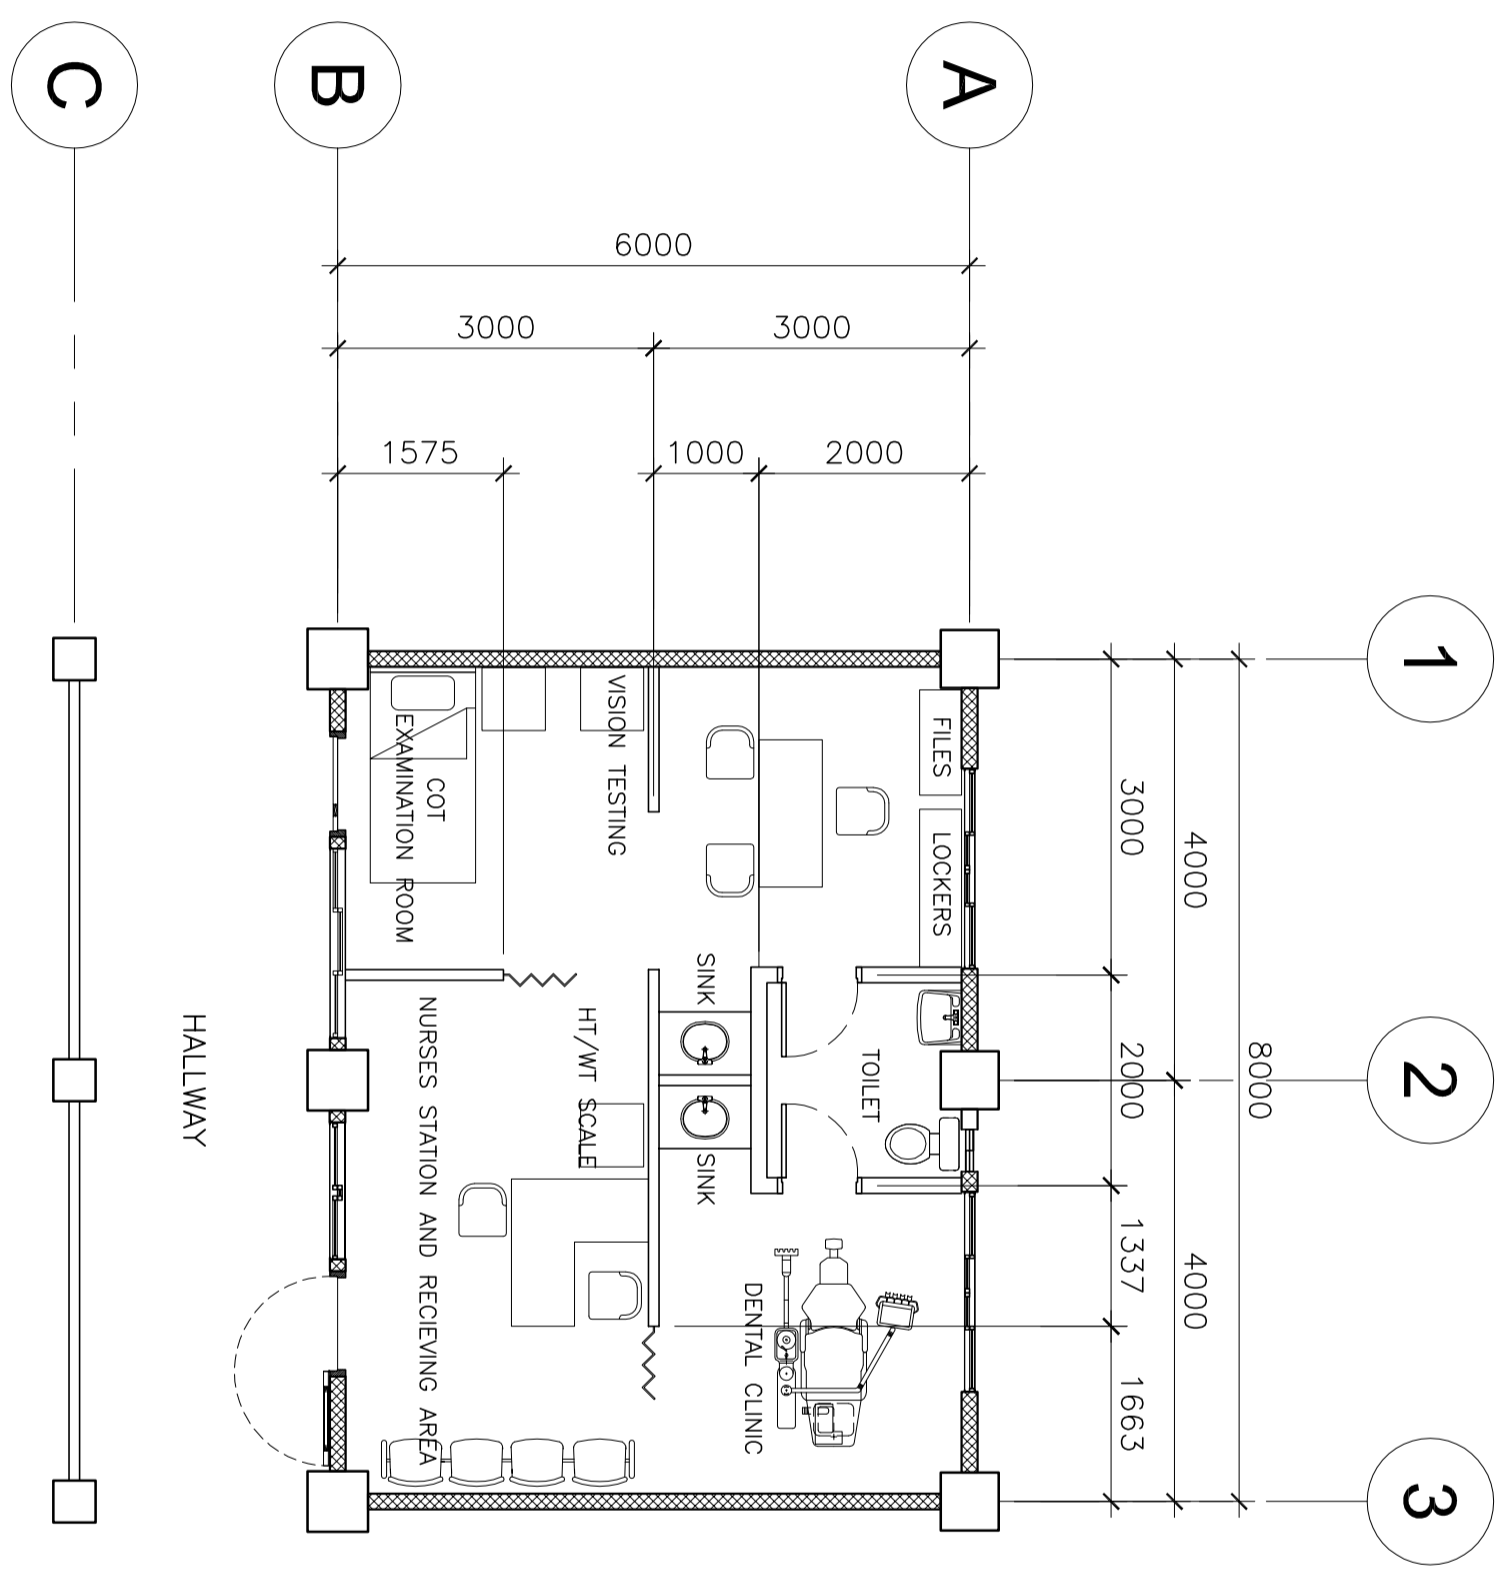 C
B
A
6000
3000
3000
1575
1000
2000
1
2
3
3000
2000
1337
1663
4000
4000
8000
FILES
LOCKERS
VISION TESTING
COT
EXAMINATION ROOM
SINK
SINK
TOILET
HT/WT SCALE
NURSES STATION AND RECIEVING AREA
DENTAL CLINIC
HALLWAY